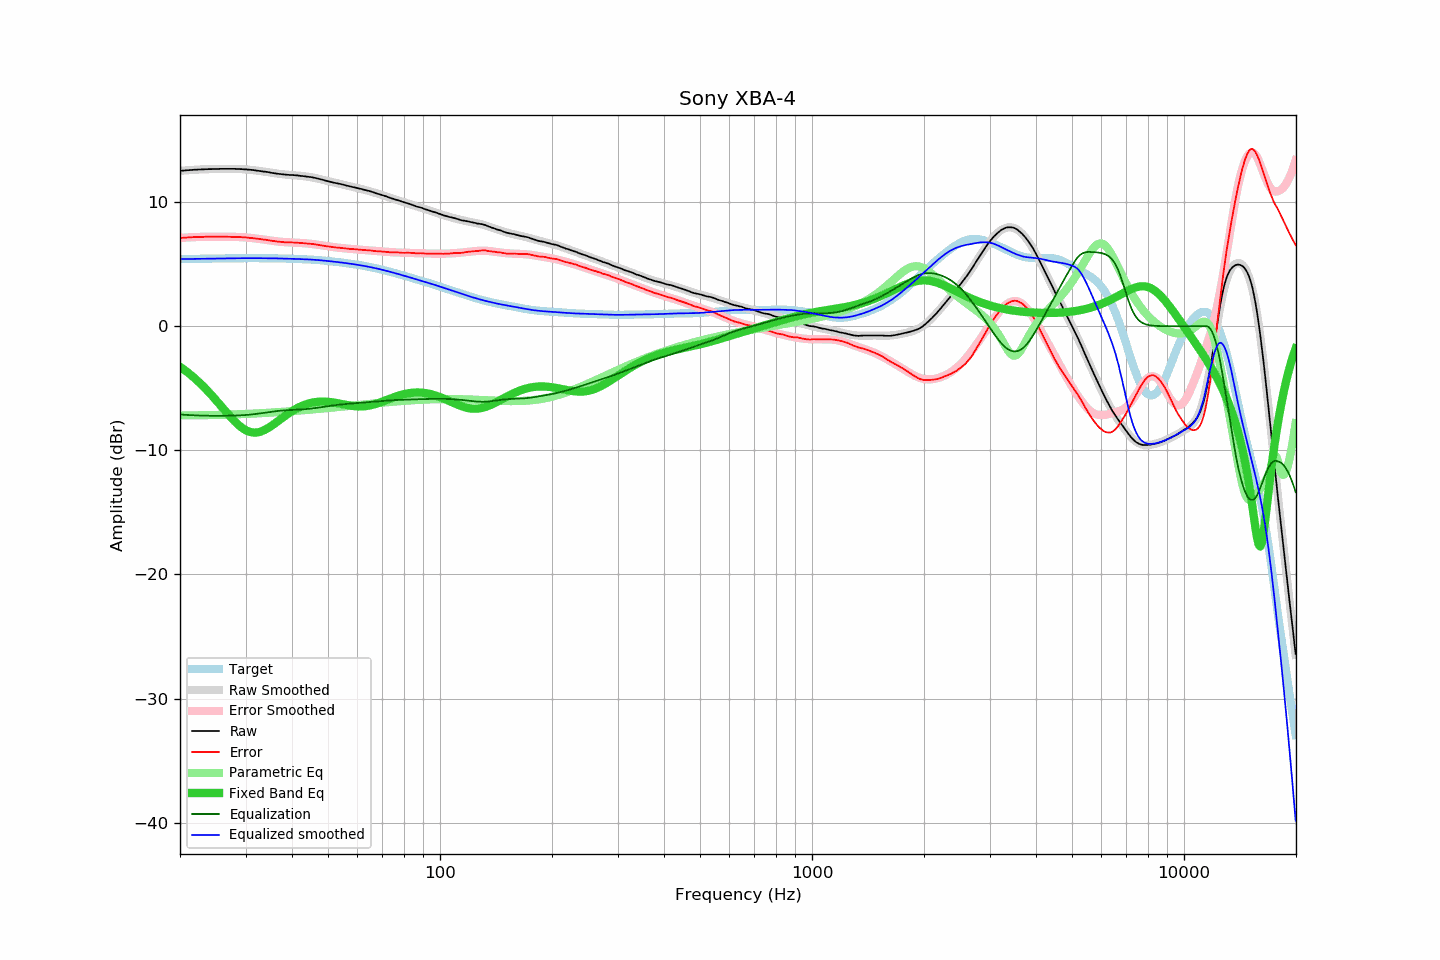 Sony XBA-4
10
0
−10
−20
−30
−40
Amplitude (dBr)
Target
Raw Smoothed
Error Smoothed
Raw
Error
Parametric Eq
Fixed Band Eq
Equalization
Equalized smoothed
100
1000
10000
Frequency (Hz)